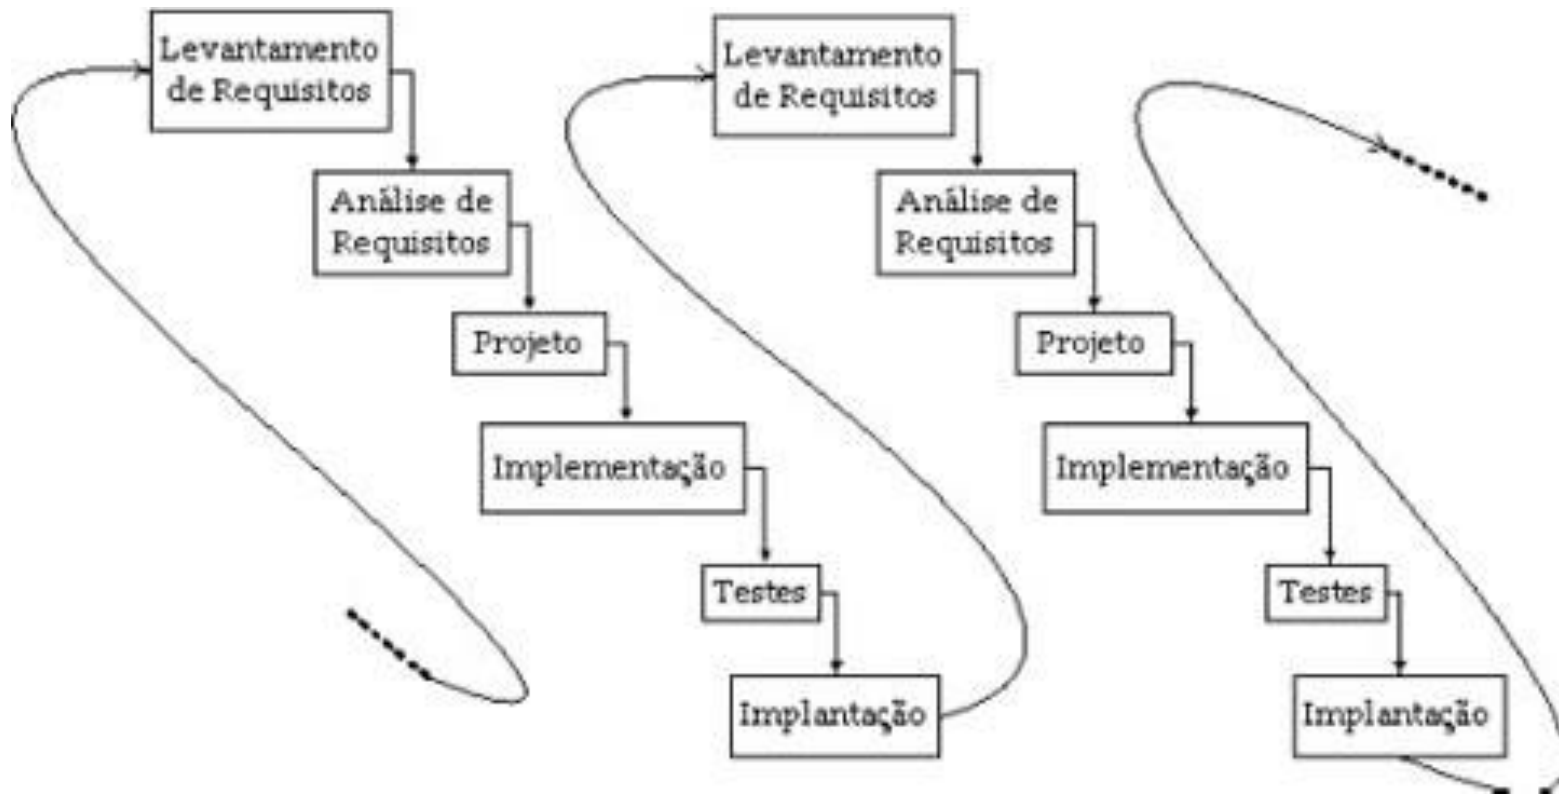 Levantamento
de Requisitos
Análise de
Requisitos
Projeto
Implementação
Testes
Implantação
Levantamento
de Requisitos
Análise de
Requisitos
Projeto
Implementação
Testes
Implantação